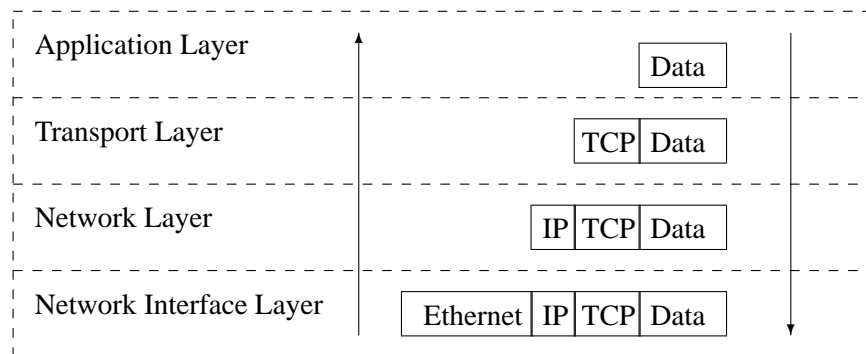 Application Layer
Data
Transport Layer
TCP Data
Network Layer
IP TCP Data
Network Interface Layer
Ethernet IP TCP Data